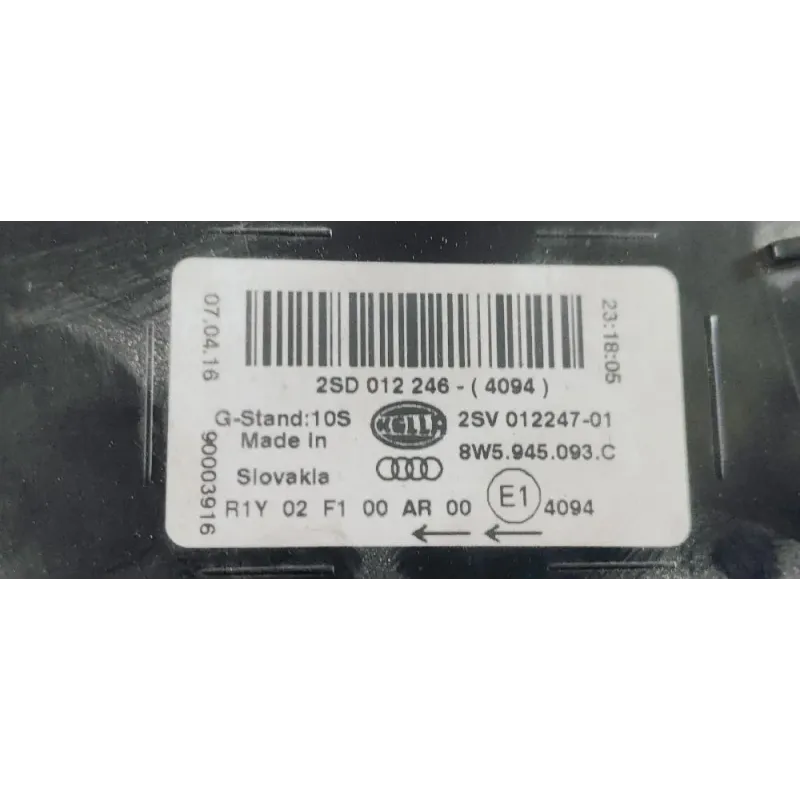 07.04.16
23:18:05
2SD 012 246-(4094)
G-Stand:10S
2SV 012247-01
Made in
8W5.945.093.C
Slovakia
90003916
R1Y 02 F1 00 AR 00
E1
4094